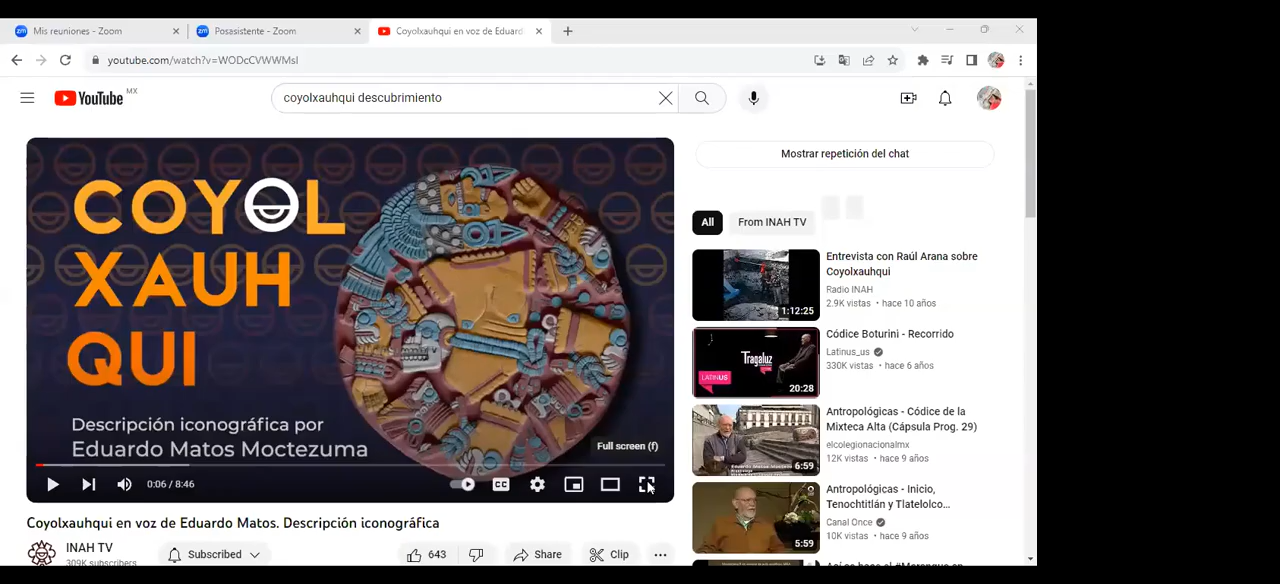 Mis reuniones - Zoom
Posasistente - Zoom
Coyolxauhqui en voz de Eduard
youtube.com/watch?v=WODcCVWWMsI
YouTube MX
coyolxauhqui descubrimiento
Mostrar repetición del chat
COYOL
XAUH
QUI
Descripción iconográfica por
Eduardo Matos Moctezuma
Full screen (f)
0:06 / 8:46
CC
All
From INAH TV
Entrevista con Raúl Arana sobre
Coyolxauhqui
Radio INAH
2.9K vistas • hace 10 años
1:12:25
Códice Boturini - Recorrido
Latinus_us
330K vistas • hace 6 años
Tragaluz
LATINUS
20:28
Antropológicas - Códice de la
Mixteca Alta (Cápsula Prog. 29)
elcolegionacionalmx
12K vistas • hace 9 años
6:59
Antropológicas - Inicio,
Tenochtitlán y Tlatelolco...
Canal Once
10K vistas • hace 9 años
5:59
Coyolxauhqui en voz de Eduardo Matos. Descripción iconográfica
INAH TV
309K subscribers
Subscribed
643
Share
Clip